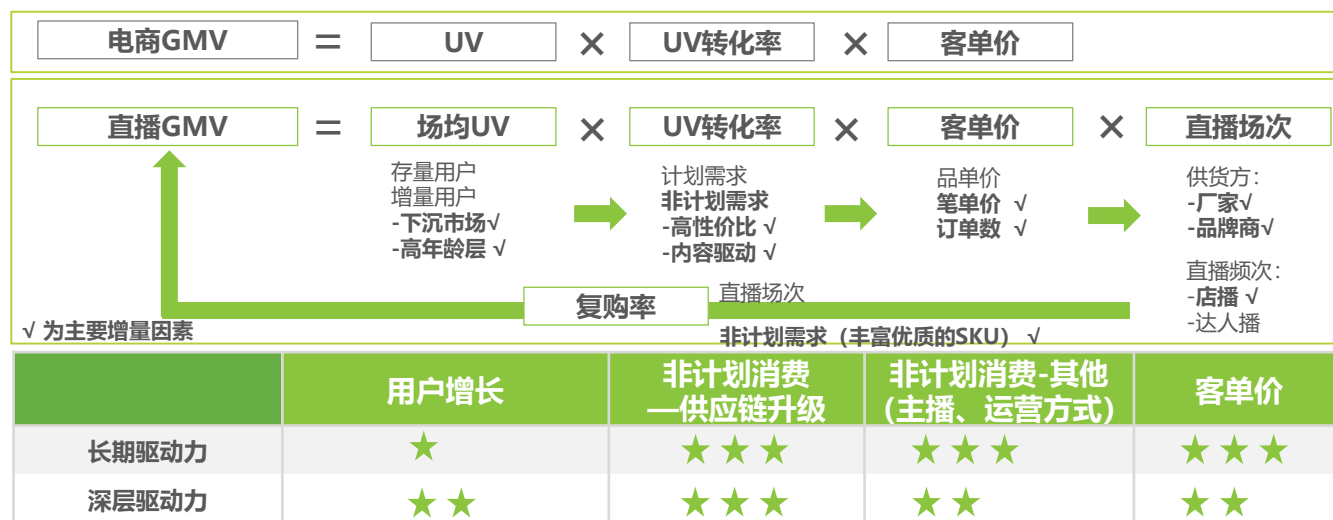 电商GMV = UV × UV转化率 × 客单价
直播GMV = 场均UV × UV转化率 × 客单价 × 直播场次
存量用户
增量用户
-下沉市场√
-高年龄层 √
计划需求
非计划需求
-高性价比 √
-内容驱动 √
品单价
笔单价 √
订单数 √
供货方：
-厂家√
-品牌商√
直播频次：
-店播 √
-达人播
复购率
直播场次
非计划需求（丰富优质的SKU） √
√ 为主要增量因素
用户增长
非计划消费
—供应链升级
非计划消费-其他
（主播、运营方式）
客单价
长期驱动力 ★ ★★★ ★★★ ★★★
深层驱动力 ★★ ★★★ ★★ ★★